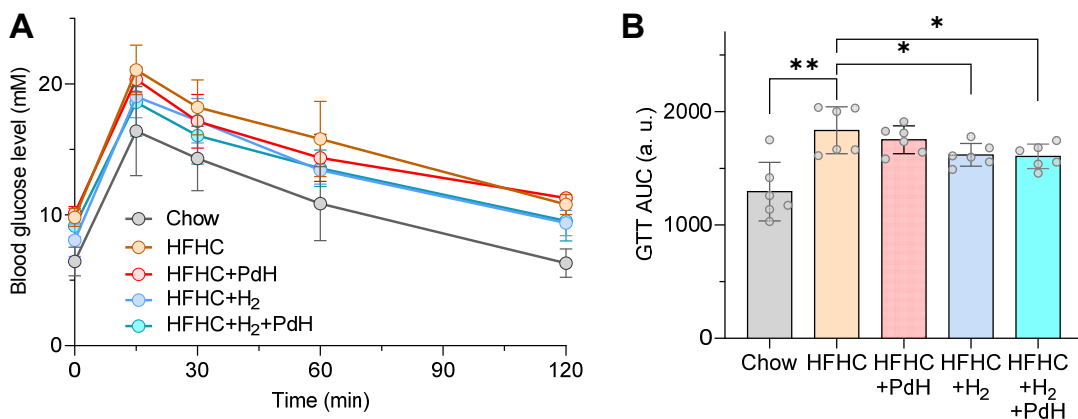 A
Blood glucose level (mM)
20
10
0
Chow
HFHC
HFHC+PdH
HFHC+H₂
HFHC+H₂+PdH
0 30 60 120
Time (min)
B
GTT AUC (a. u.)
2000
1000
0
**
*
*
Chow HFHC HFHC HFHC HFHC
+PdH +H₂ +H₂
+PdH